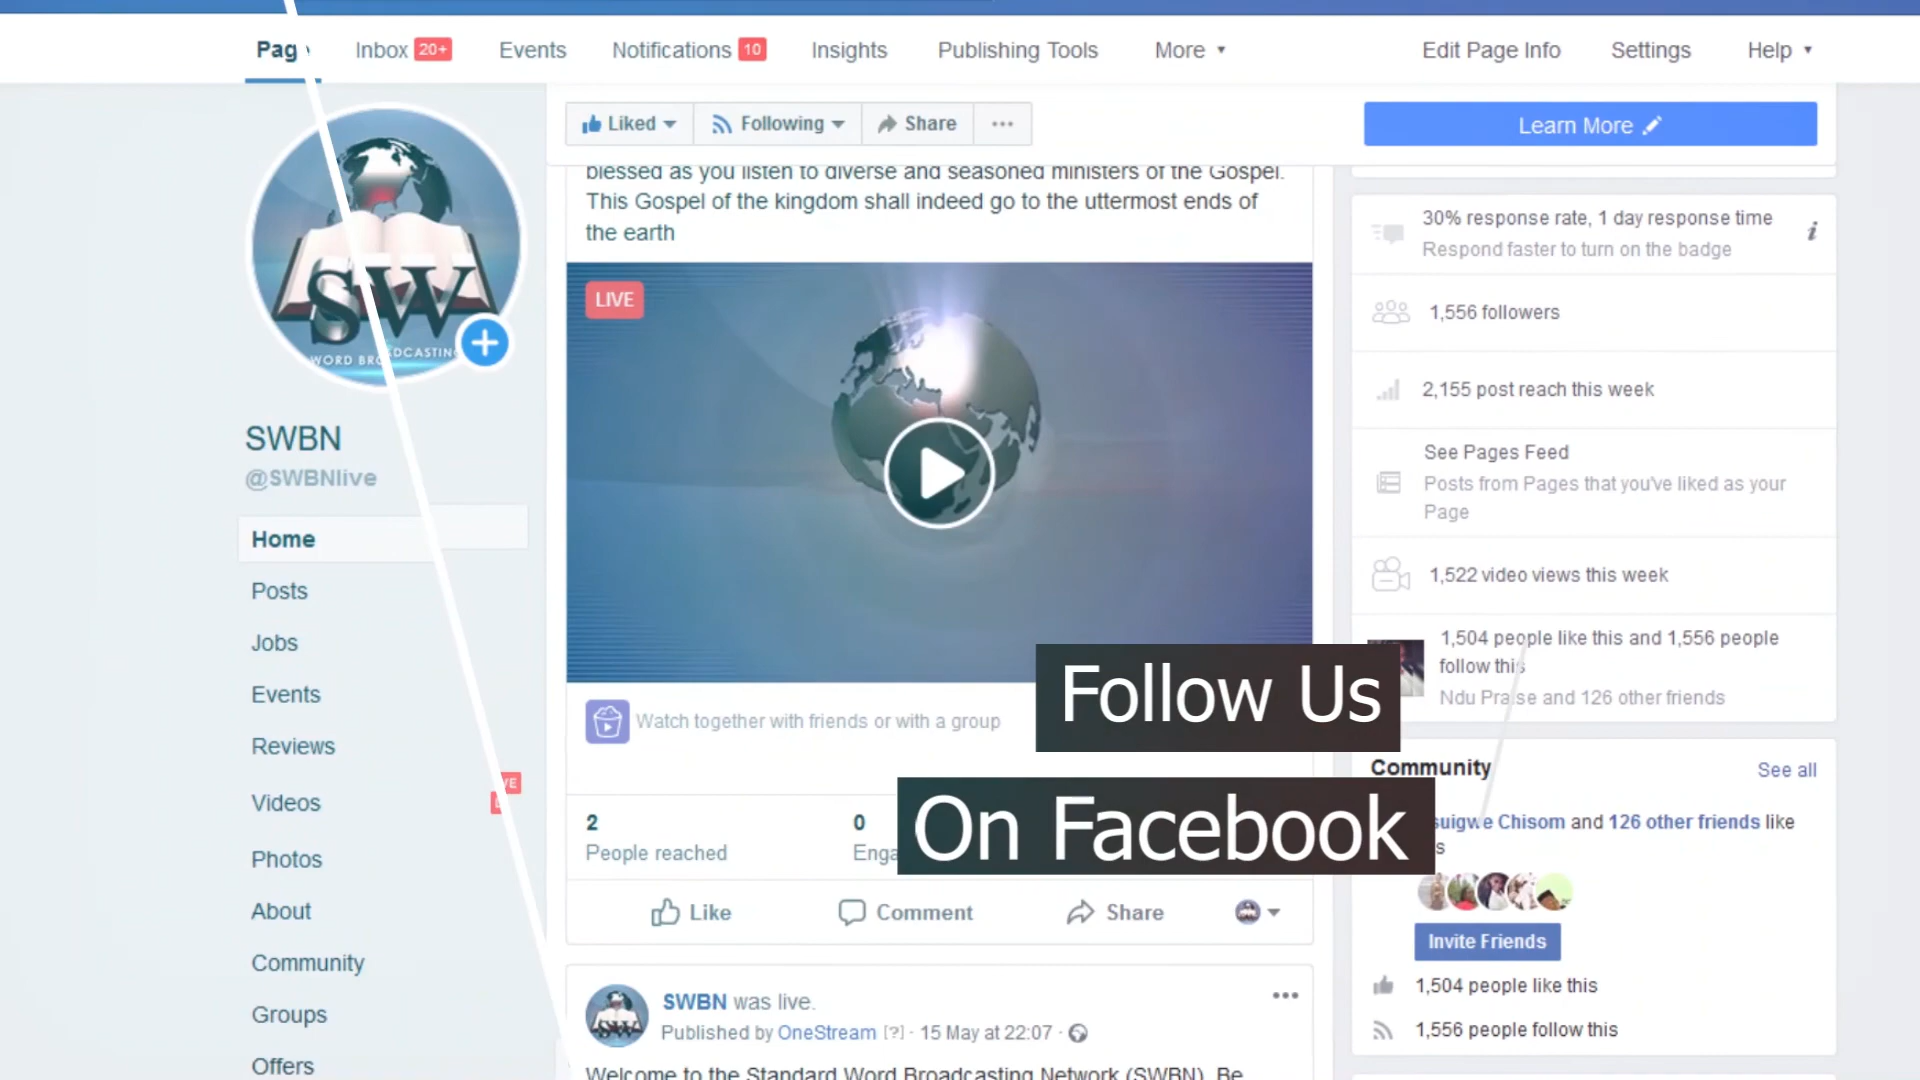 Pag
Inbox 20+
Events
Notifications 10
Insights
Publishing Tools
More
Edit Page Info
Settings
Help
Liked
Following
Share
Learn More
SW
WORD BR DCASTIN
SWBN
@SWBNlive
Home
Posts
Jobs
Events
Reviews
Videos
Photos
About
Community
Groups
Offers
blessed as you listen to diverse and seasoned ministers of the Gospel.
This Gospel of the kingdom shall indeed go to the uttermost ends of
the earth
LIVE
Watch together with friends or with a group
2
People reached
0
Enga
Like
Comment
Share
SWBN was live.
Published by OneStream [?] · 15 May at 22:07 ·
Welcome to the Standard Word Broadcasting Network (SWBN). Be
Follow Us
On Facebook
30% response rate, 1 day response time
Respond faster to turn on the badge
1,556 followers
2,155 post reach this week
See Pages Feed
Posts from Pages that you've liked as your
Page
1,522 video views this week
1,504 people like this and 1,556 people
follow this
Ndu Praise and 126 other friends
Community
See all
suigwe Chisom and 126 other friends like
s
Invite Friends
1,504 people like this
1,556 people follow this